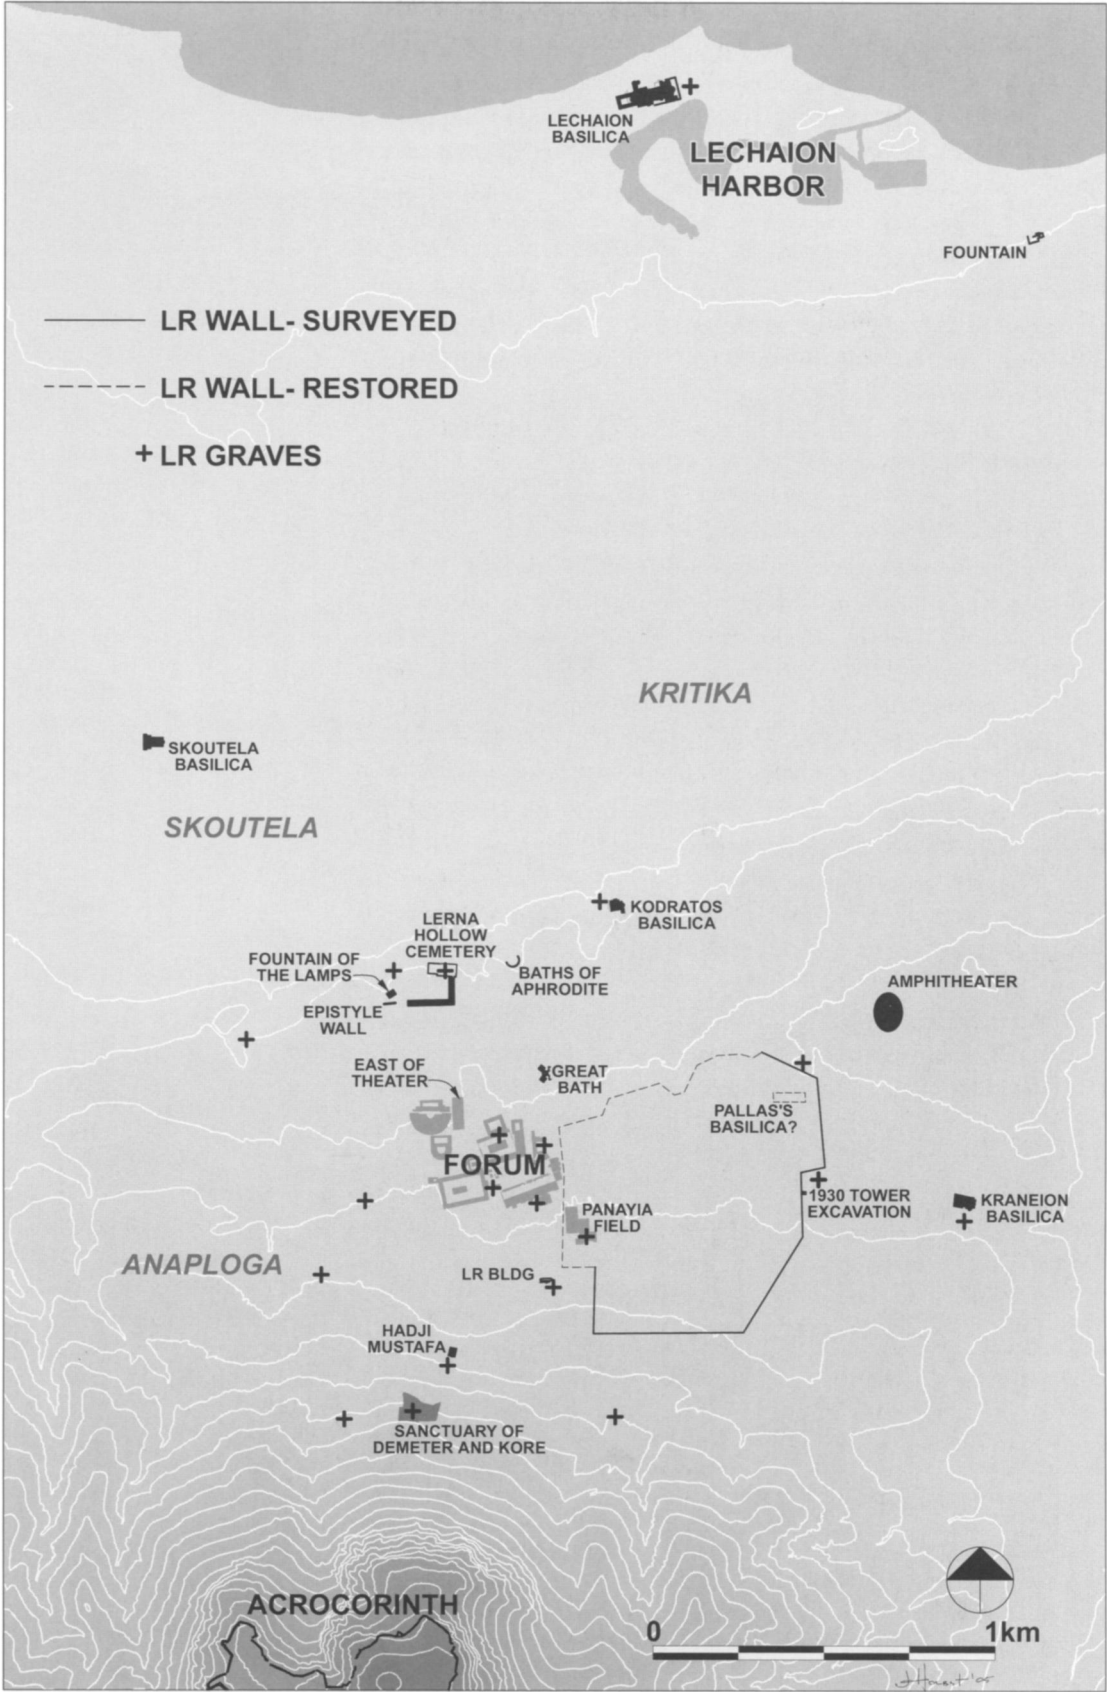 LECHAION
BASILICA
LECHAION
HARBOR
FOUNTAIN
LR WALL- SURVEYED
LR WALL- RESTORED
+ LR GRAVES
KRITIKA
SKOUTELA
BASILICA
SKOUTELA
KODRATOS
BASILICA
LERNA
HOLLOW
CEMETERY
FOUNTAIN OF
THE LAMPS
BATHS OF
APHRODITE
EPISTYLE
WALL
AMPHITHEATER
EAST OF
THEATER
GREAT
BATH
PALLAS'S
BASILICA?
FORUM
1930 TOWER
EXCAVATION
KRANEION
BASILICA
PANAYIA
FIELD
ANAPLOGA
LR BLDG
HADJI
MUSTAFA
SANCTUARY OF
DEMETER AND KORE
ACROCORINTH
0 1km